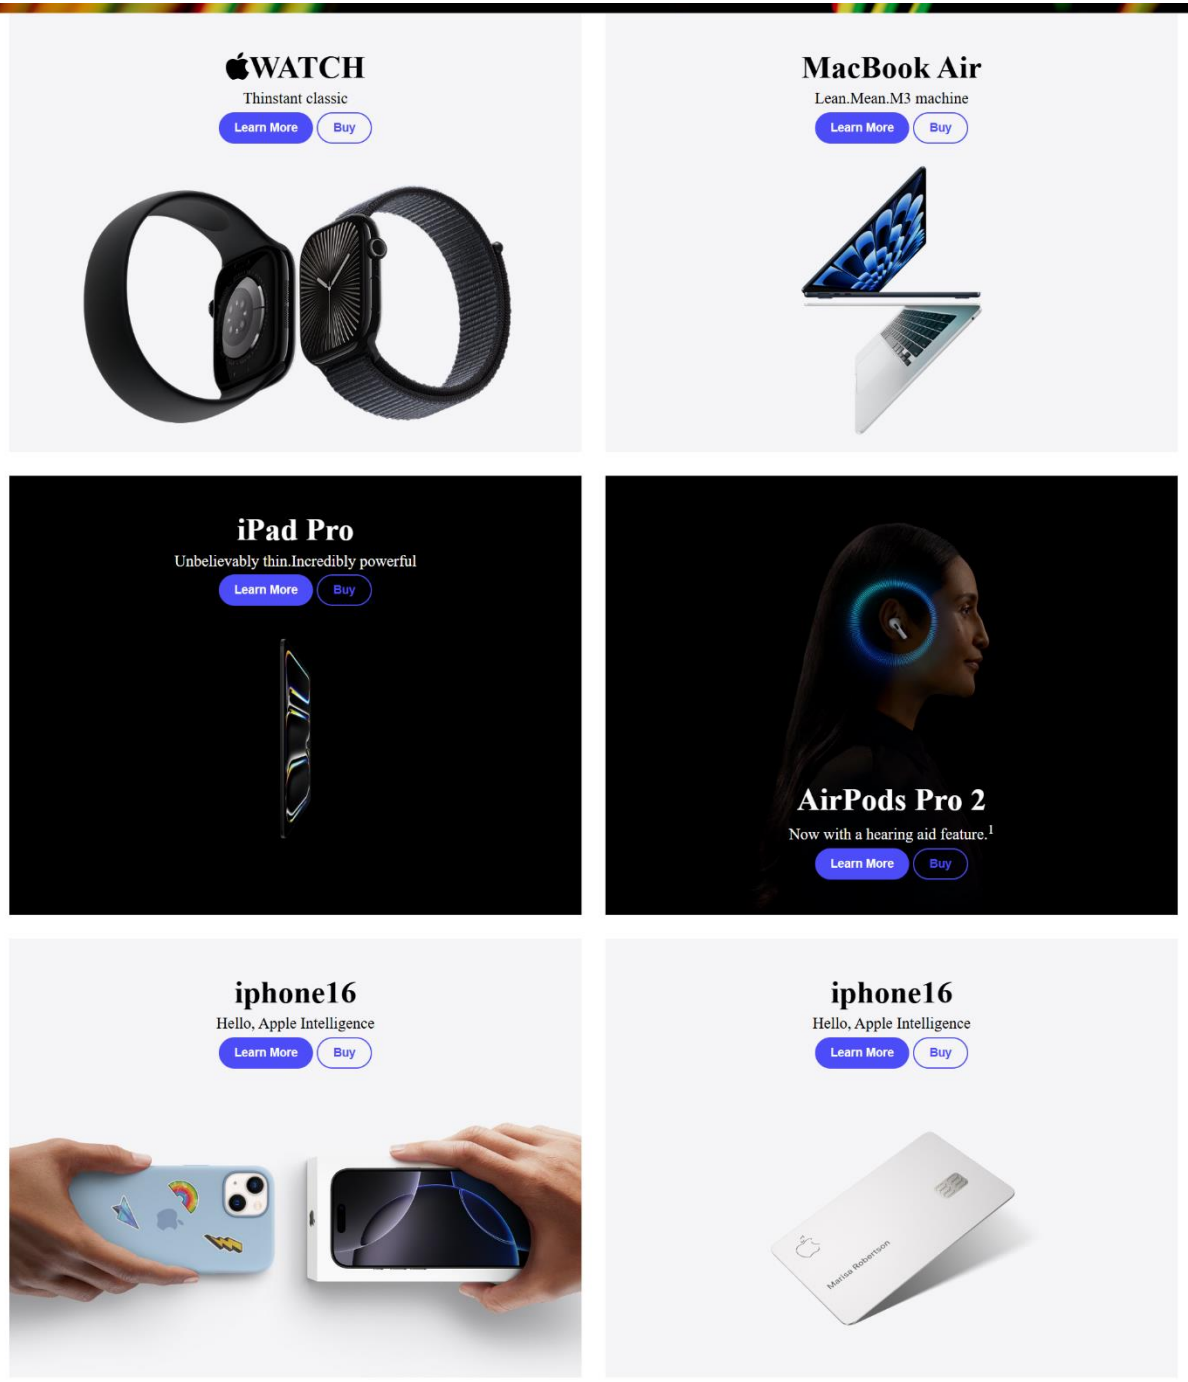 WATCH
Thinstant classic
Learn More Buy
MacBook Air
Lean.Mean.M3 machine
Learn More Buy
iPad Pro
Unbelievably thin.Incredibly powerful
Learn More Buy
AirPods Pro 2
Now with a hearing aid feature.1
Learn More Buy
iphone16
Hello, Apple Intelligence
Learn More Buy
iphone16
Hello, Apple Intelligence
Learn More Buy
Marisa Robertson